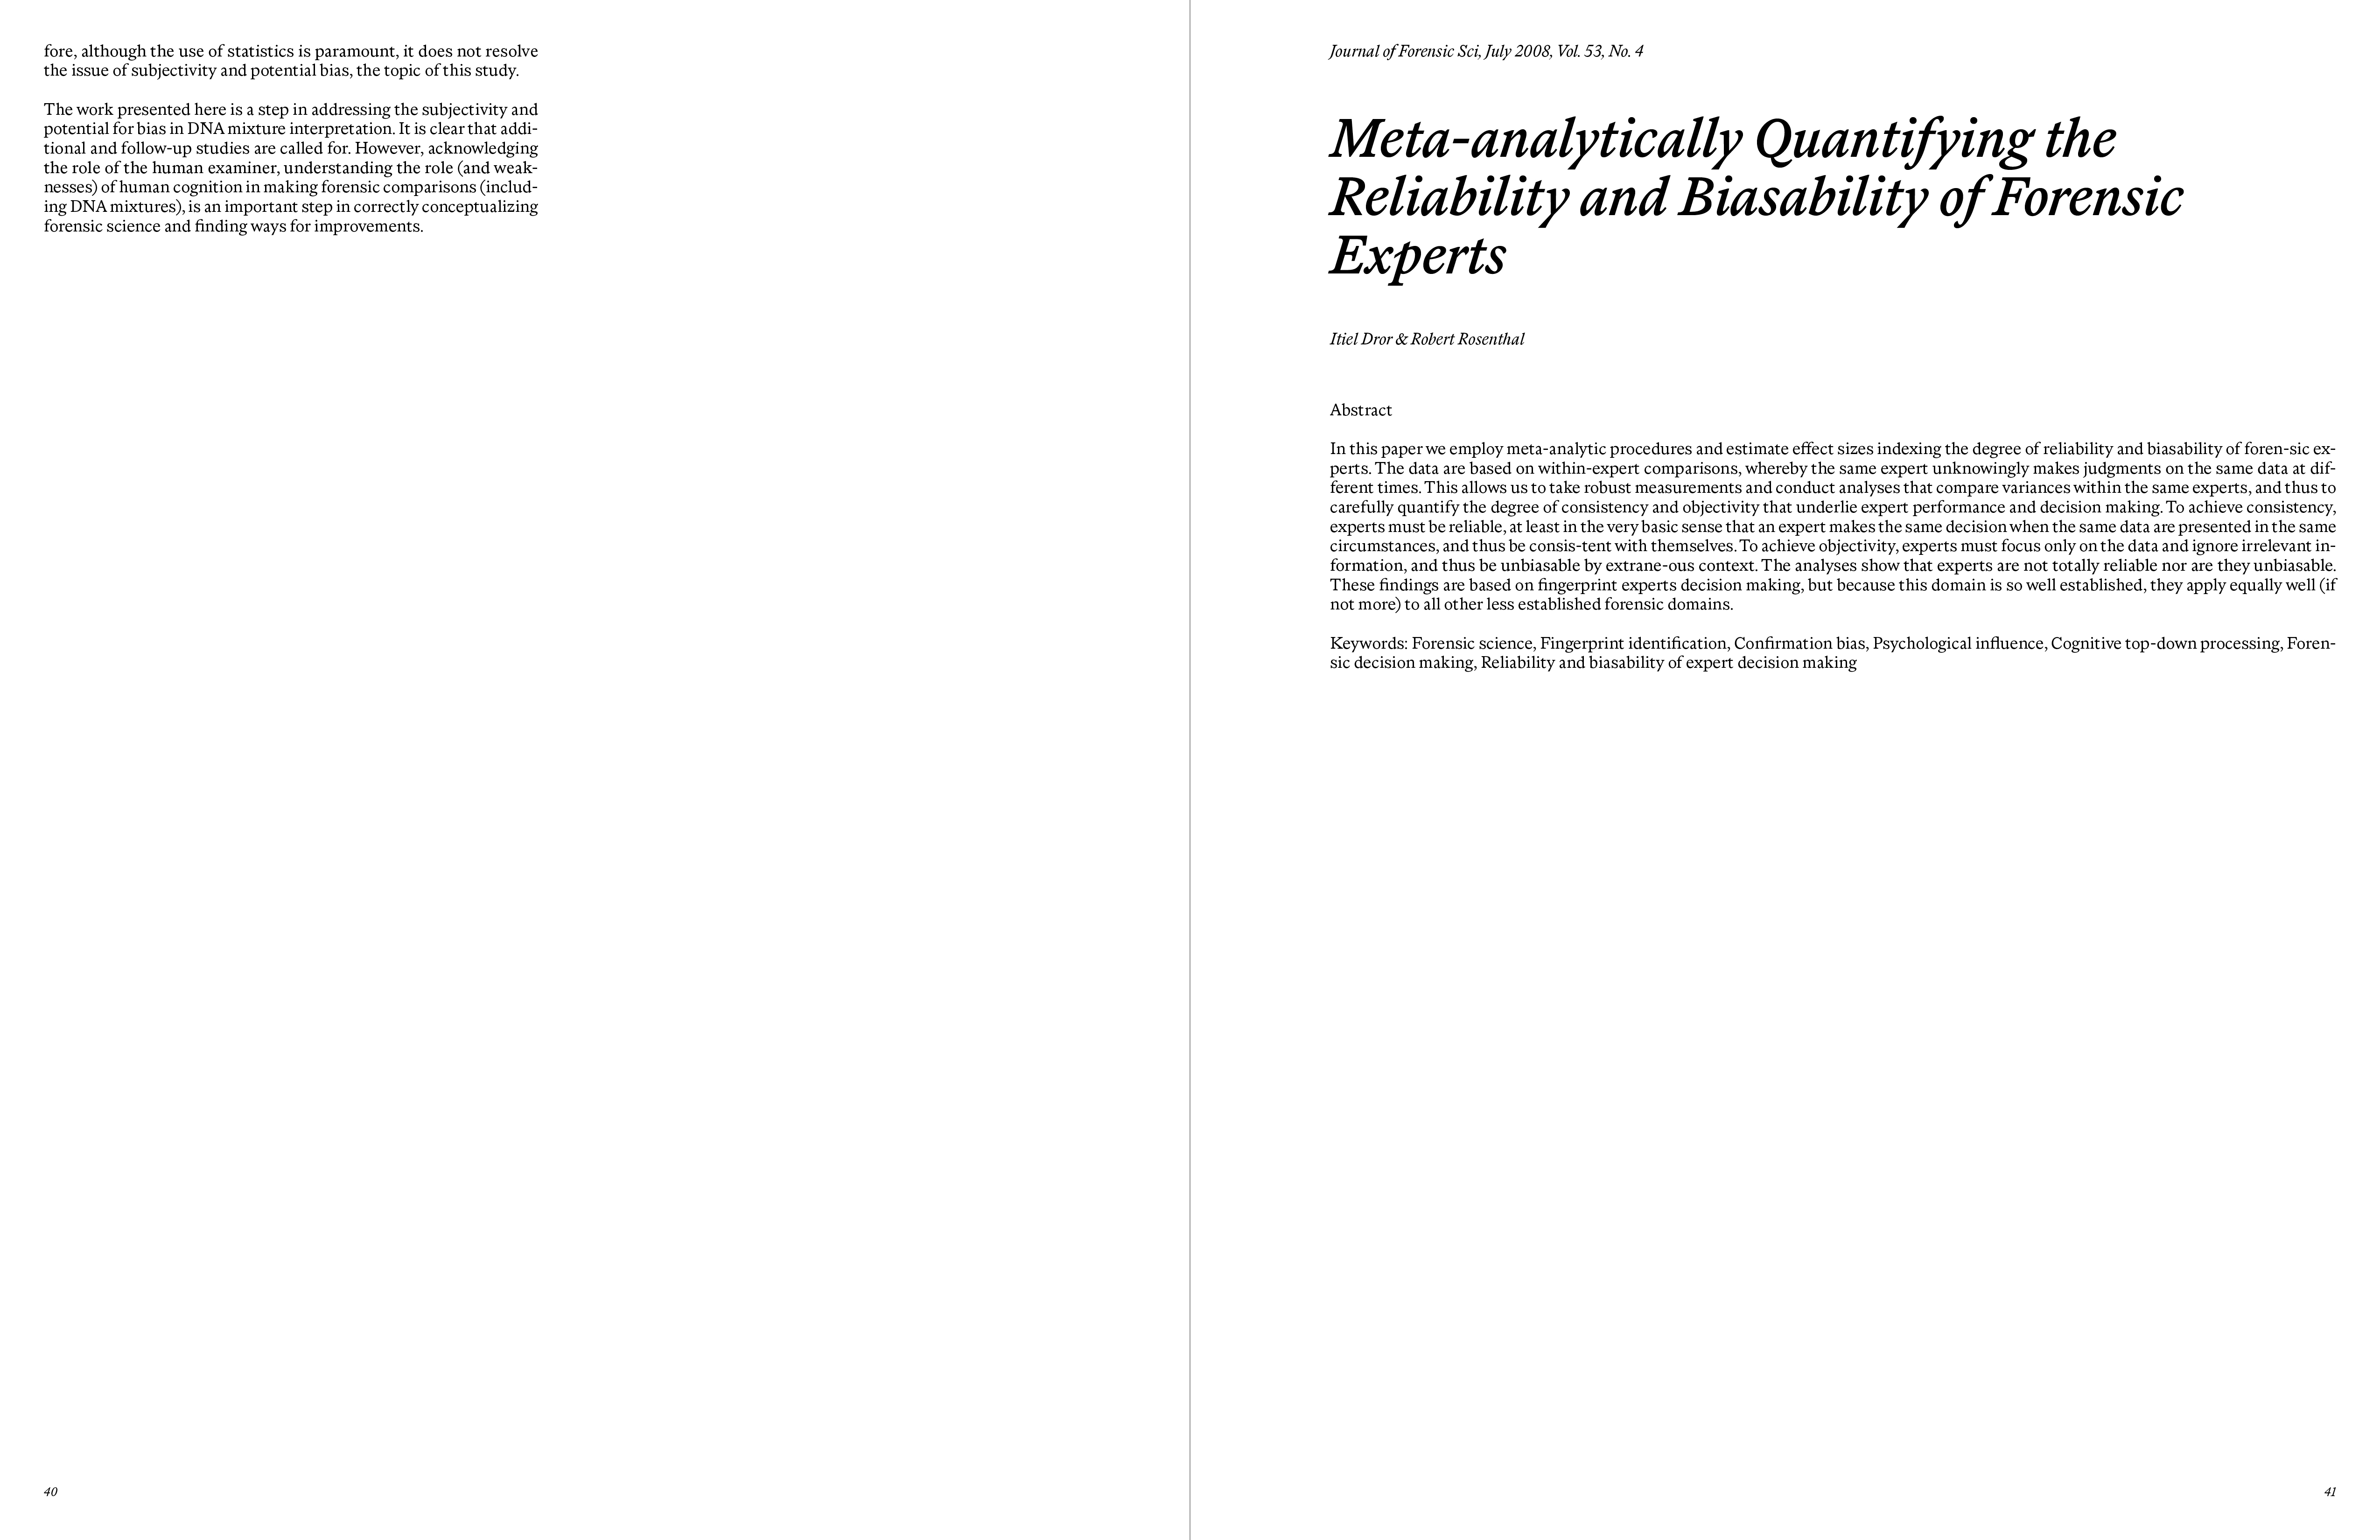 fore, although the use of statistics is paramount, it does not resolve
the issue of subjectivity and potential bias, the topic of this study.
The work presented here is a step in addressing the subjectivity and
potential for bias in DNA mixture interpretation. It is clear that addi-
tional and follow-up studies are called for. However, acknowledging
the role of the human examiner, understanding the role (and weak-
nesses) of human cognition in making forensic comparisons (includ-
ing DNA mixtures), is an important step in correctly conceptualizing
forensic science and finding ways for improvements.
40
Journal of Forensic Sci, July 2008, Vol. 53, No. 4
Meta-analytically Quantifying the
Reliability and Biasability of Forensic
Experts
Itiel Dror & Robert Rosenthal
Abstract
In this paper we employ meta-analytic procedures and estimate effect sizes indexing the degree of reliability and biasability of foren-sic ex-
perts. The data are based on within-expert comparisons, whereby the same expert unknowingly makes judgments on the same data at dif-
ferent times. This allows us to take robust measurements and conduct analyses that compare variances within the same experts, and thus to
carefully quantify the degree of consistency and objectivity that underlie expert performance and decision making. To achieve consistency,
experts must be reliable, at least in the very basic sense that an expert makes the same decision when the same data are presented in the same
circumstances, and thus be consis-tent with themselves. To achieve objectivity, experts must focus only on the data and ignore irrelevant in-
formation, and thus be unbiasable by extrane-ous context. The analyses show that experts are not totally reliable nor are they unbiasable.
These findings are based on fingerprint experts decision making, but because this domain is so well established, they apply equally well (if
not more) to all other less established forensic domains.
Keywords: Forensic science, Fingerprint identification, Confirmation bias, Psychological influence, Cognitive top-down processing, Foren-
sic decision making, Reliability and biasability of expert decision making
41